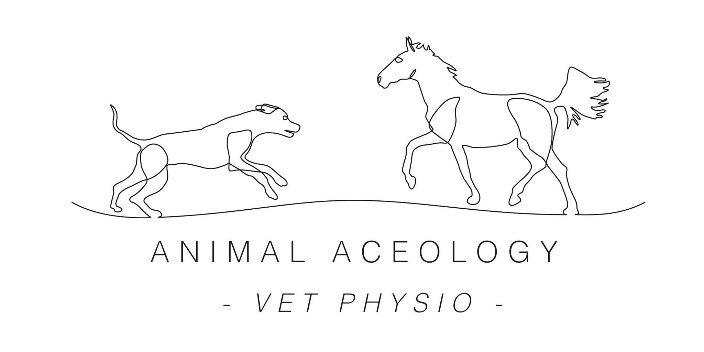 ANIMAL ACEOLOGY
- VET PHYSIO -